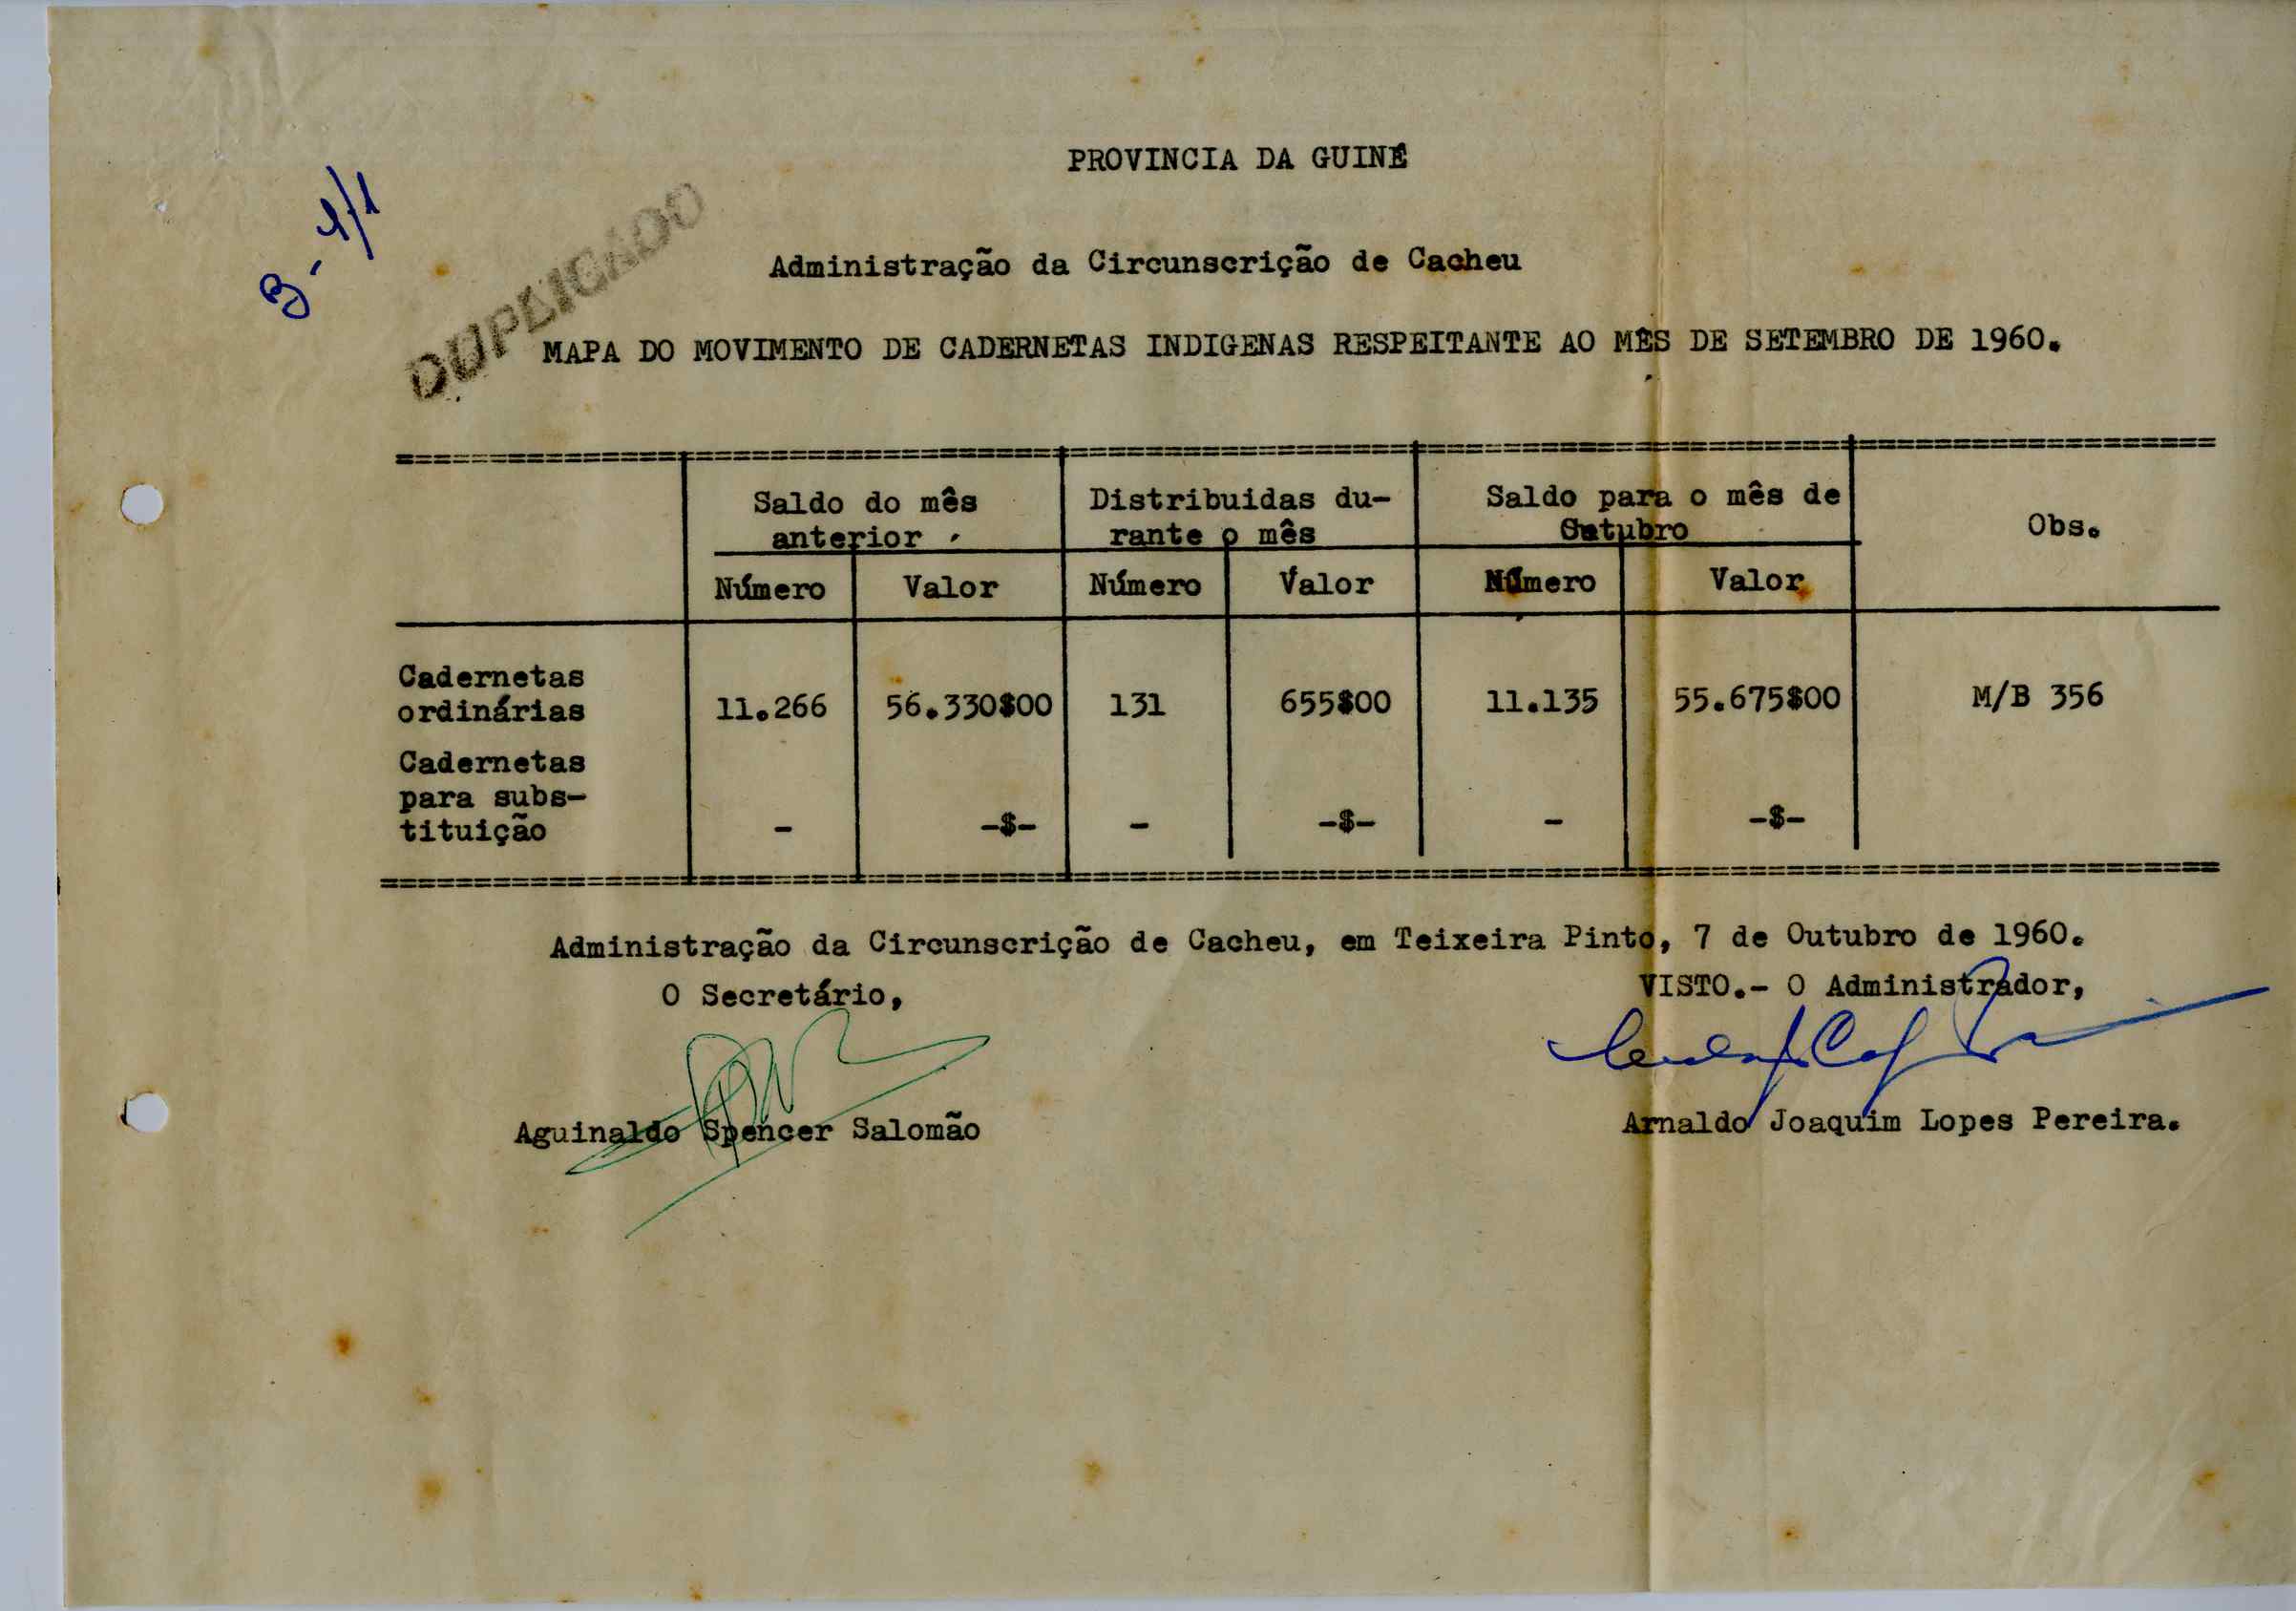 PROVINCIA DA GUINÉ
B - 4/1
DUPLICADO
Administração da Circunscrição de Cacheu
MAPA DO MOVIMENTO DE CADERNETAS INDIGENAS RESPEITANTE AO MÊS DE SETEMBRO DE 1960.
Saldo do mês anterior
Distribuidas du-
rante o mês
Saldo para o mês de
Outubro
Obs.
Número Valor Número Valor Número Valor
Cadernetas
ordinárias 11.266 56.330$00 131 655$00 11.135 55.675$00 M/B 356
Cadernetas
para subs-
tituição - -$- - -$- - -$-
Administração da Circunscrição de Cacheu, em Teixeira Pinto, 7 de Outubro de 1960.
O Secretário, VISTO.- O Administrador,
Aguinaldo Spencer Salomão Arnaldo Joaquim Lopes Pereira.